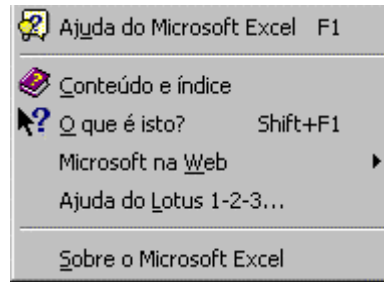 Ajuda do Microsoft Excel F1
Conteúdo e índice
O que é isto? Shift+F1
Microsoft na Web
Ajuda do Lotus 1-2-3...
Sobre o Microsoft Excel